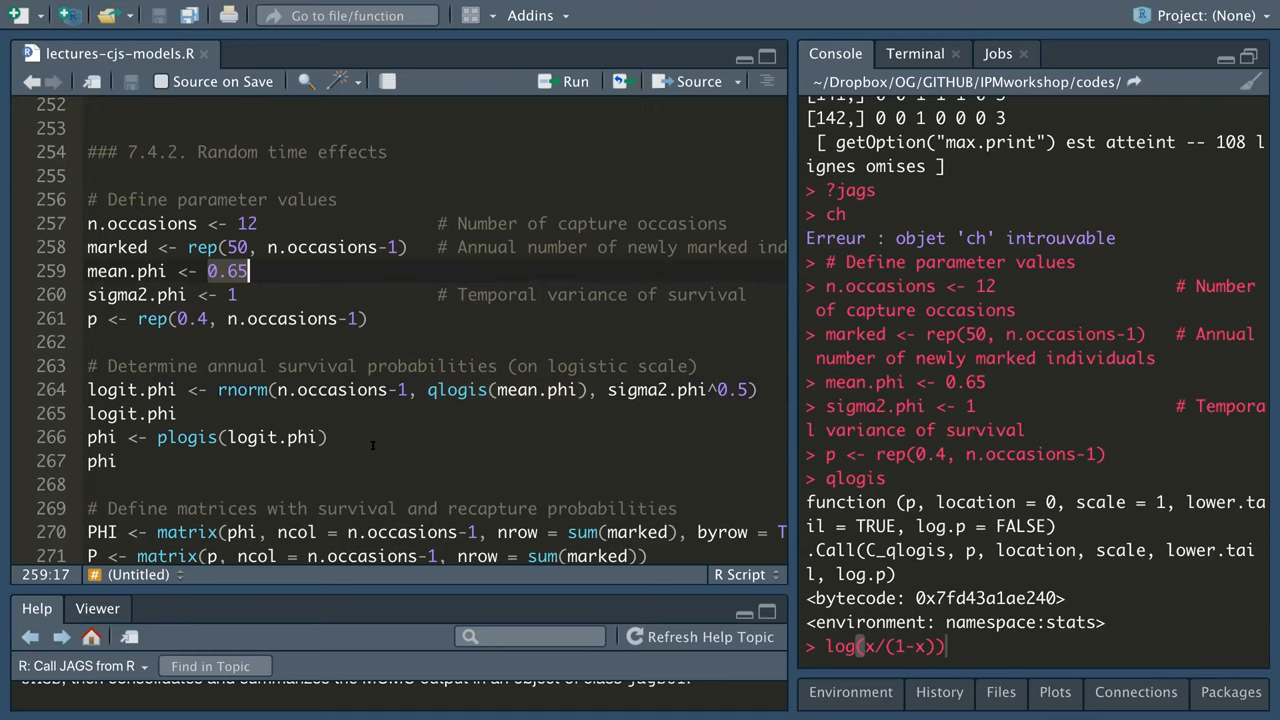 Go to file/function
Addins
Project: (None)
lectures-cjs-models.R
Source on Save
Run
Source
252
253
254 ### 7.4.2. Random time effects
255
256 # Define parameter values
257 n.occasions <- 12 # Number of capture occasions
258 marked <- rep(50, n.occasions-1) # Annual number of newly marked ind
259 mean.phi <- 0.65
260 sigma2.phi <- 1 # Temporal variance of survival
261 p <- rep(0.4, n.occasions-1)
262
263 # Determine annual survival probabilities (on logistic scale)
264 logit.phi <- rnorm(n.occasions-1, qlogis(mean.phi), sigma2.phi^0.5)
265 logit.phi
266 phi <- plogis(logit.phi)
267 phi
268
269 # Define matrices with survival and recapture probabilities
270 PHI <- matrix(phi, ncol = n.occasions-1, nrow = sum(marked), byrow = T
271 P <- matrix(p, ncol = n.occasions-1, nrow = sum(marked))
259:17
# (Untitled)
R Script
Help
Viewer
Refresh Help Topic
R: Call JAGS from R
Find in Topic
Console
Terminal
Jobs
~/Dropbox/OG/GITHUB/IPMworkshop/codes/
[142,] 0 0 1 0 0 0 3
[ getOption("max.print") est atteint -- 108 l
ignes omises ]
> ?jags
> ch
Erreur : objet 'ch' introuvable
> # Define parameter values
> n.occasions <- 12 # Number
of capture occasions
> marked <- rep(50, n.occasions-1) # Annual
number of newly marked individuals
> mean.phi <- 0.65
> sigma2.phi <- 1 # Tempora
l variance of survival
> p <- rep(0.4, n.occasions-1)
> qlogis
function (p, location = 0, scale = 1, lower.ta
il = TRUE, log.p = FALSE)
.Call(C_qlogis, p, location, scale, lower.tai
l, log.p)
<bytecode: 0x7fd43a1ae240>
<environment: namespace:stats>
> log(x/(1-x))
Environment
History
Files
Plots
Connections
Packages